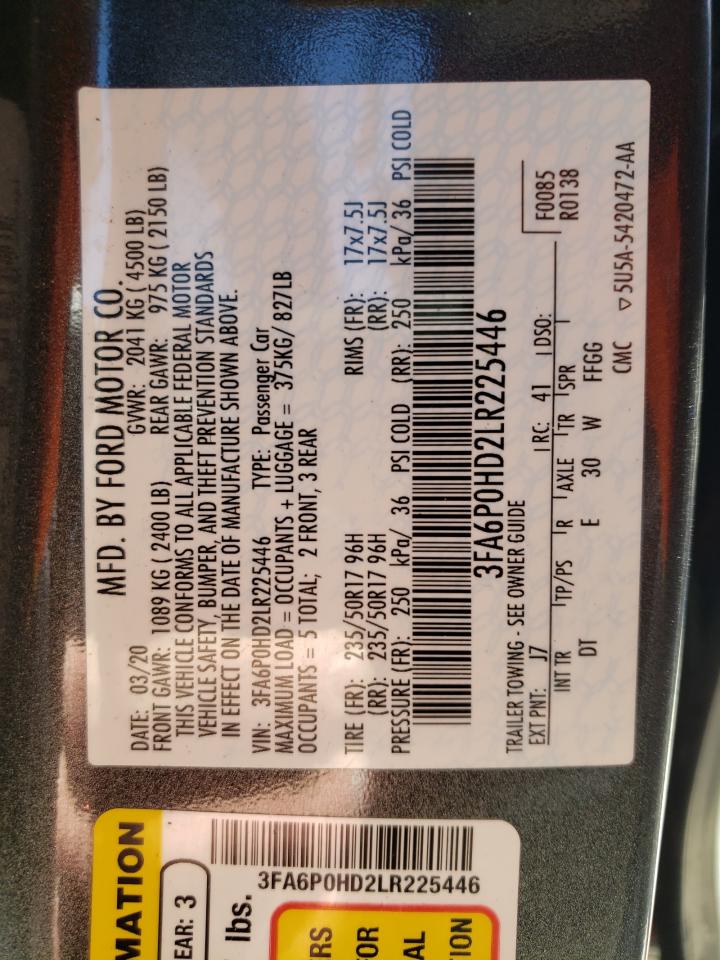 MFD. BY FORD MOTOR CO.
DATE: 03/20 GVWR: 2041 KG ( 4500 LB)
FRONT GAWR: 1089 KG ( 2400 LB) REAR GAWR: 975 KG ( 2150 LB)
THIS VEHICLE CONFORMS TO ALL APPLICABLE FEDERAL MOTOR
VEHICLE SAFETY, BUMPER, AND THEFT PREVENTION STANDARDS
IN EFFECT ON THE DATE OF MANUFACTURE SHOWN ABOVE.
VIN: 3FA6P0HD2LR225446 TYPE: Passenger Car
MAXIMUM LOAD = OCCUPANTS + LUGGAGE = 375KG/ 827LB
OCCUPANTS = 5 TOTAL; 2 FRONT, 3 REAR
TIRE (FR): 235/50R17 96H RIMS (FR): 17x7.5J
(RR): 235/50R17 96H (RR): 17x7.5J
PRESSURE (FR): 250 kPa/ 36 PSI COLD (RR): 250 kPa/ 36 PSI COLD
3FA6P0HD2LR225446
TRAILER TOWING - SEE OWNER GUIDE
F0085
EXT PNT: J7 RC: 41 DSO:
R0138
INT TR TP/PS R AXLE TR SPR
DT E 30 W FFGG
CMC ▽5U5A-5420472-AA
MATION
EAR: 3
lbs.
3FA6P0HD2LR225446
RS
FOR
AL
ION